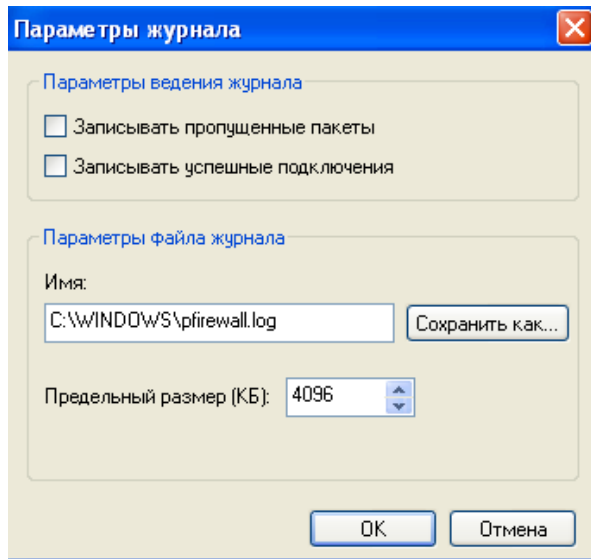 Параметры журнала
Параметры ведения журнала
Записывать пропущенные пакеты
Записывать успешные подключения
Параметры файла журнала
Имя:
C:\WINDOWS\pfirewall.log
Сохранить как...
Предельный размер (КБ):
4096
OK
Отмена